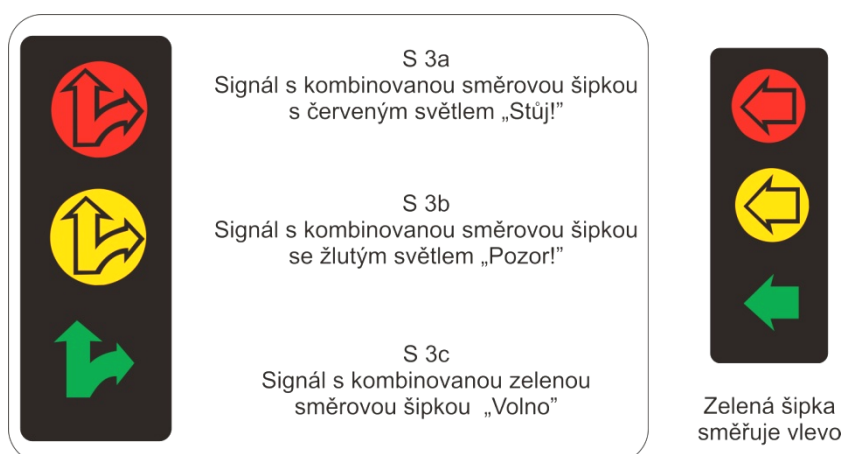 S 3a
Signál s kombinovanou směrovou šipkou
s červeným světlem „Stůj!”
S 3b
Signál s kombinovanou směrovou šipkou
se žlutým světlem „Pozor!”
S 3c
Signál s kombinovanou zelenou
směrovou šipkou „Volno”
Zelená šipka
směřuje vlevo